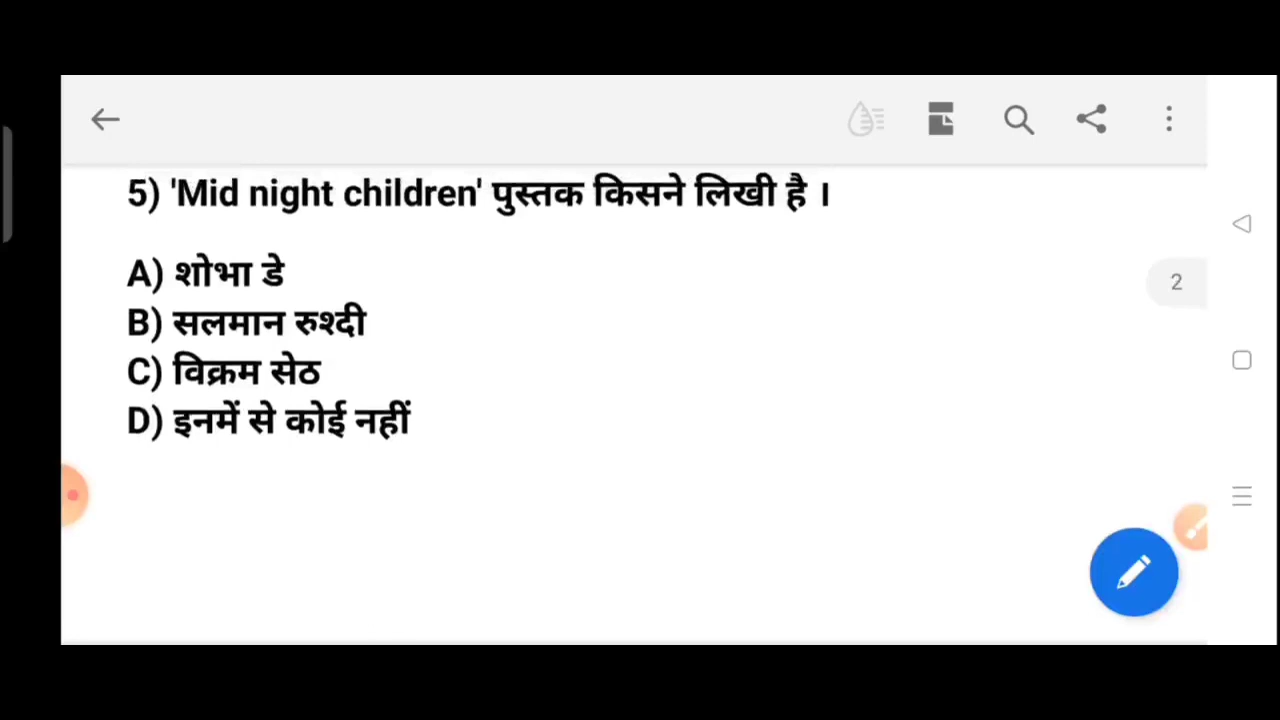 5) 'Mid night children' पुस्तक किसने लिखी है ।
A) शोभा डे
B) सलमान रुश्दी
C) विक्रम सेठ
D) इनमें से कोई नहीं
2